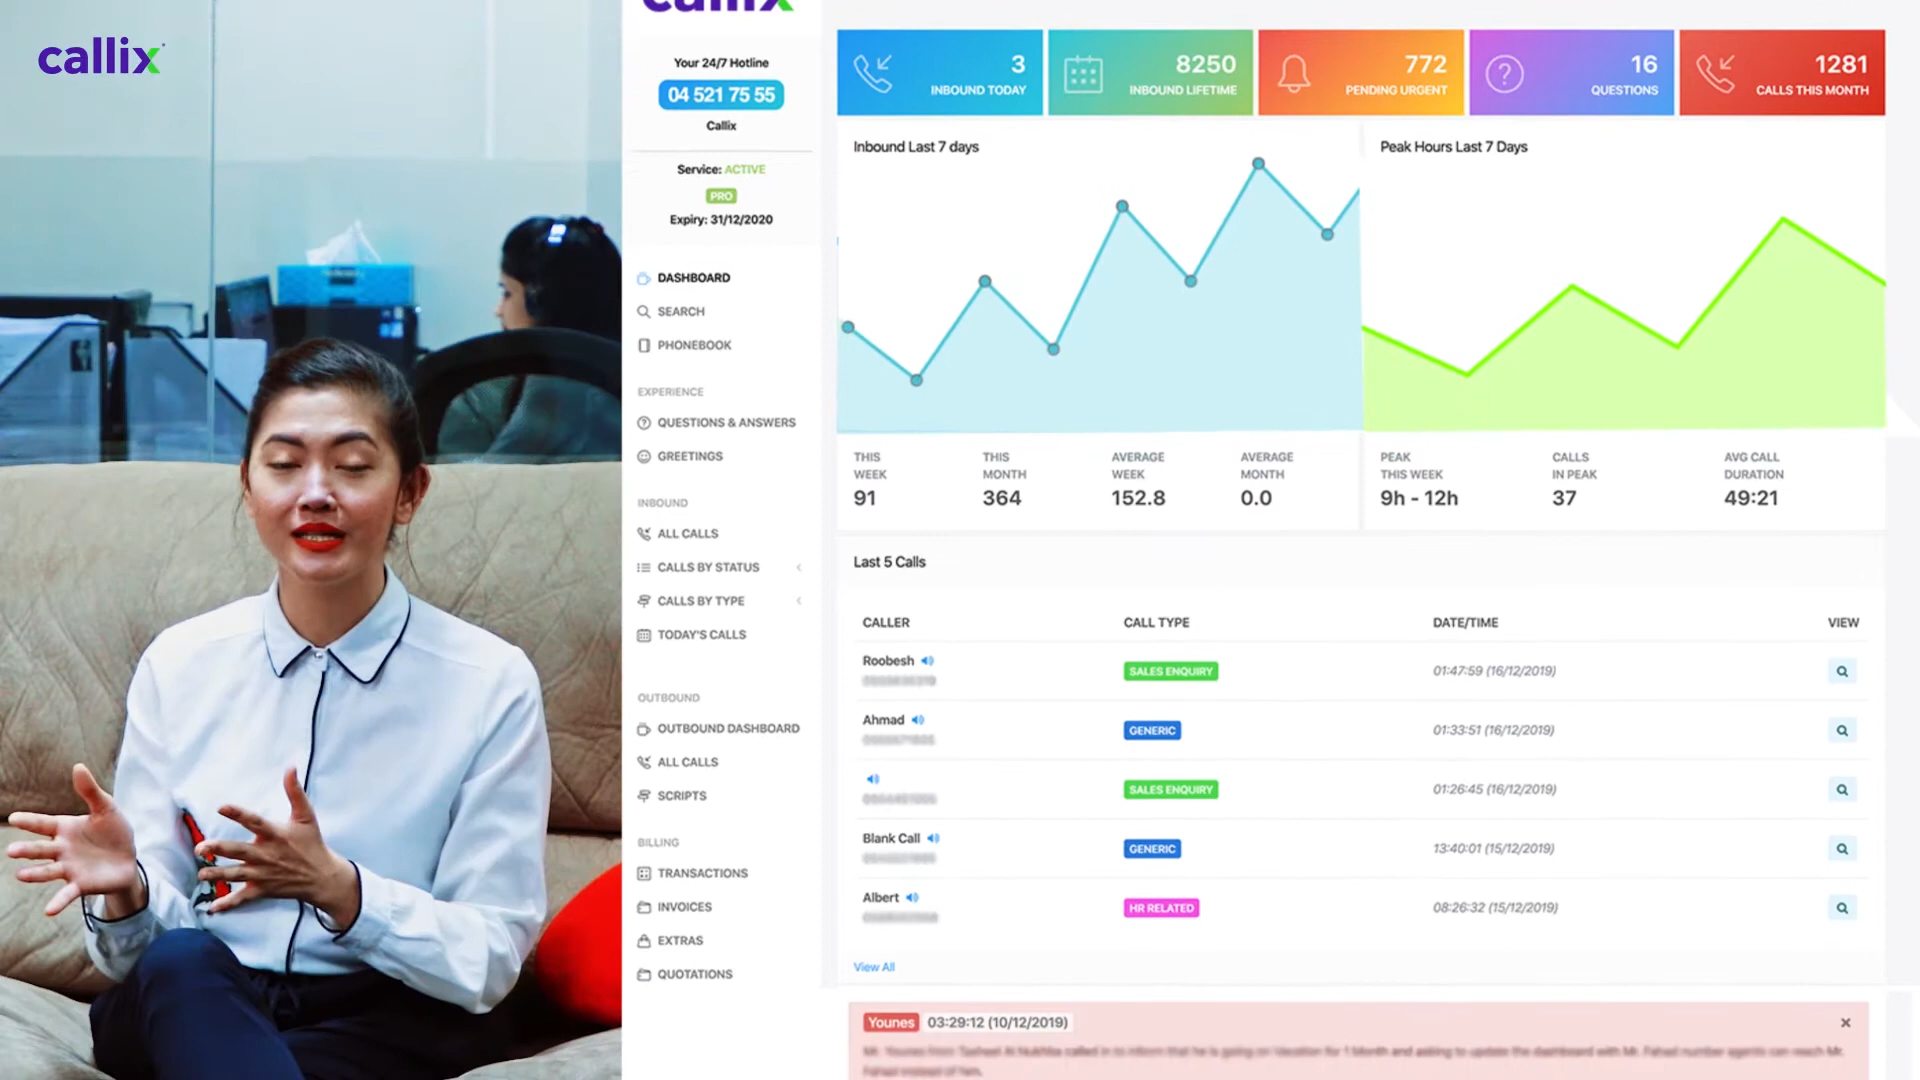 callix
callix
Your 24/7 Hotline
04 521 75 55
Callix
Service: ACTIVE
PRO
Expiry: 31/12/2020
DASHBOARD
SEARCH
PHONEBOOK
EXPERIENCE
QUESTIONS & ANSWERS
GREETINGS
INBOUND
ALL CALLS
CALLS BY STATUS
CALLS BY TYPE
TODAY'S CALLS
OUTBOUND
OUTBOUND DASHBOARD
ALL CALLS
SCRIPTS
BILLING
TRANSACTIONS
INVOICES
EXTRAS
QUOTATIONS
3
INBOUND TODAY
8250
INBOUND LIFETIME
772
PENDING URGENT
16
QUESTIONS
1281
CALLS THIS MONTH
Inbound Last 7 days
THIS
WEEK
91
THIS
MONTH
364
AVERAGE
WEEK
152.8
AVERAGE
MONTH
0.0
Peak Hours Last 7 Days
PEAK
THIS WEEK
9h - 12h
CALLS
IN PEAK
37
AVG CALL
DURATION
49:21
Last 5 Calls
CALLER CALL TYPE DATE/TIME VIEW
Roobesh SALES ENQUIRY 01:47:59 (16/12/2019)
Ahmad GENERIC 01:33:51 (16/12/2019)
SALES ENQUIRY 01:26:45 (16/12/2019)
Blank Call GENERIC 13:40:01 (15/12/2019)
Albert HR RELATED 08:26:32 (15/12/2019)
View All
Younes 03:29:12 (10/12/2019)